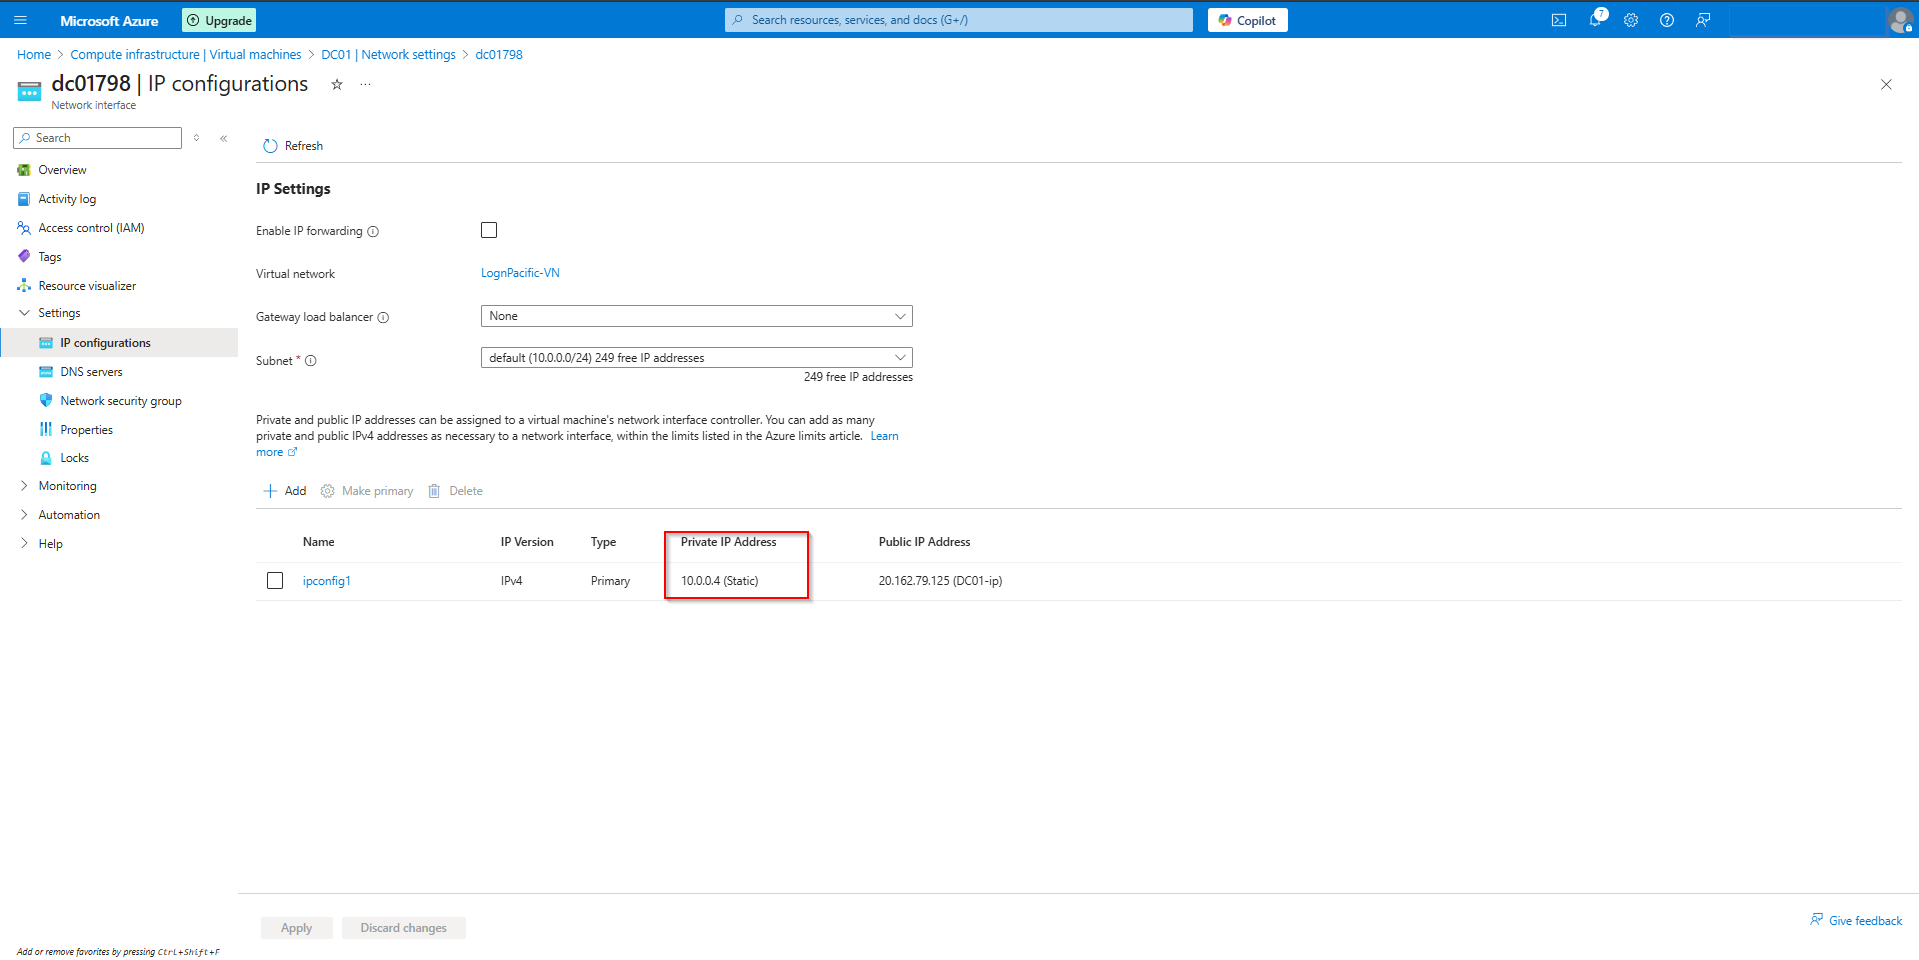 Microsoft Azure
Upgrade
Search resources, services, and docs (G+/)
Copilot
7
Home > Compute infrastructure | Virtual machines > DC01 | Network settings > dc01798
dc01798 | IP configurations
Network interface
Search
Refresh
Overview
Activity log
Access control (IAM)
Tags
Resource visualizer
Settings
IP configurations
DNS servers
Network security group
Properties
Locks
Monitoring
Automation
Help
IP Settings
Enable IP forwarding
Virtual network
LognPacific-VN
Gateway load balancer
None
Subnet *
default (10.0.0.0/24) 249 free IP addresses
249 free IP addresses
Private and public IP addresses can be assigned to a virtual machine's network interface controller. You can add as many
private and public IPv4 addresses as necessary to a network interface, within the limits listed in the Azure limits article. Learn
more
Add
Make primary
Delete
Name
IP Version
Type
Private IP Address
Public IP Address
ipconfig1
IPv4
Primary
10.0.0.4 (Static)
20.162.79.125 (DC01-ip)
Apply
Discard changes
Give feedback
Add or remove favorites by pressing Ctrl+Shift+F